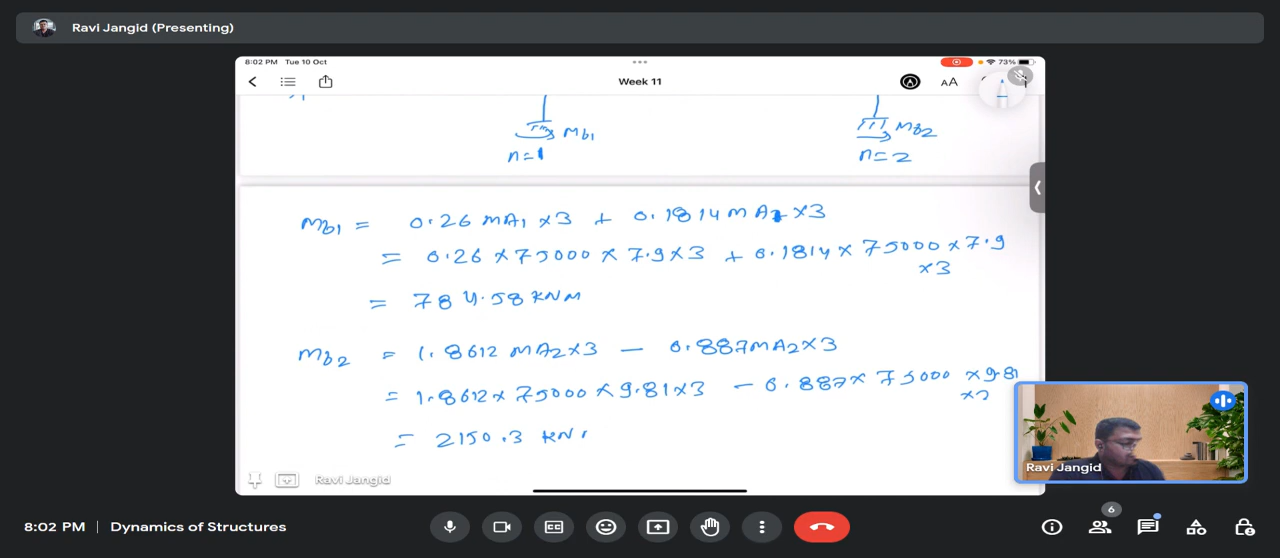 Ravi Jangid (Presenting)
8:02 PM Tue 10 Oct
73%
Week 11
AA
Mb1
Mb2
n=1
n=2
Mb1 = 0.26 mA1 x3 + 0.1814 m A1 x3
= 0.26 x 75000 x 7.9 x 3 + 0.1814 x 75000 x 7.9
x3
= 784.58 KNM
Mb2 = 1.8612 mA2 x3 — 0.887 mA2 x3
= 1.8612 x 75000 x 9.81 x3 — 0.887 x 75000 x 9.81
= 2150.3 KN
Ravi Jangid
Ravi Jangid
6
8:02 PM | Dynamics of Structures
CC